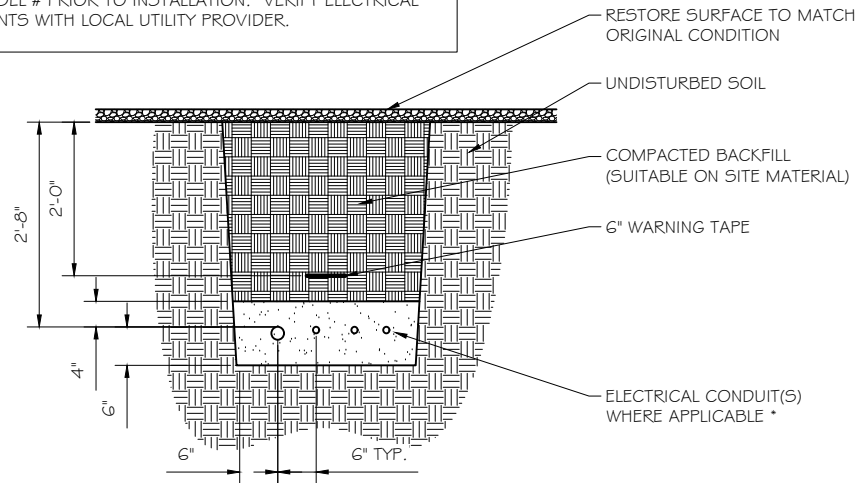 # PRIOR TO INSTALLATION. VERIFY ELECTRICAL
NTS WITH LOCAL UTILITY PROVIDER.
RESTORE SURFACE TO MATCH
ORIGINAL CONDITION
UNDISTURBED SOIL
COMPACTED BACKFILL
(SUITABLE ON SITE MATERIAL)
6" WARNING TAPE
ELECTRICAL CONDUIT(S)
WHERE APPLICABLE *
2'-8"
2'-0"
4"
6"
6"
6" TYP.